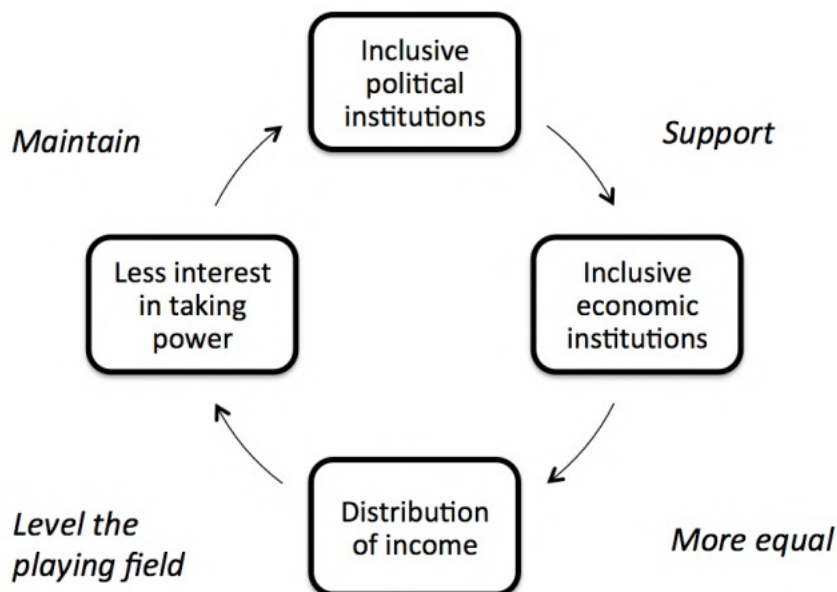 Inclusive
political
institutions
Maintain
Support
Less interest
in taking
power
Inclusive
economic
institutions
Level the
playing field
Distribution
of income
More equal